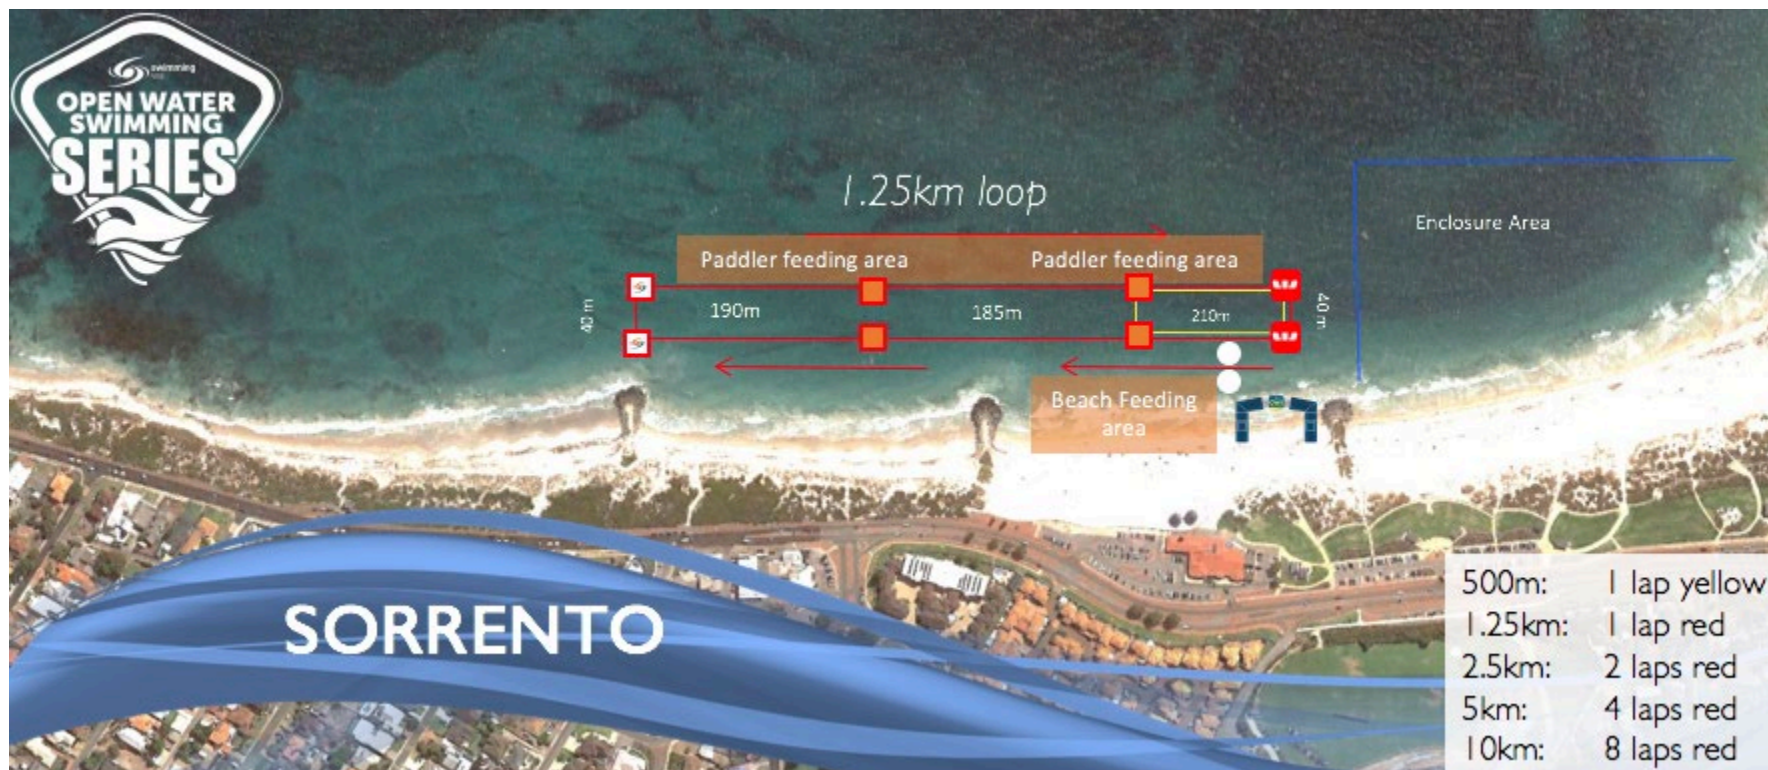 swimming
OPEN WATER
SWIMMING
SERIES
1.25km loop
Enclosure Area
Paddler feeding area
Paddler feeding area
40 m
190m
185m
210m
40 m
Beach Feeding
area
SORRENTO
500m: 1 lap yellow
1.25km: 1 lap red
2.5km: 2 laps red
5km: 4 laps red
10km: 8 laps red